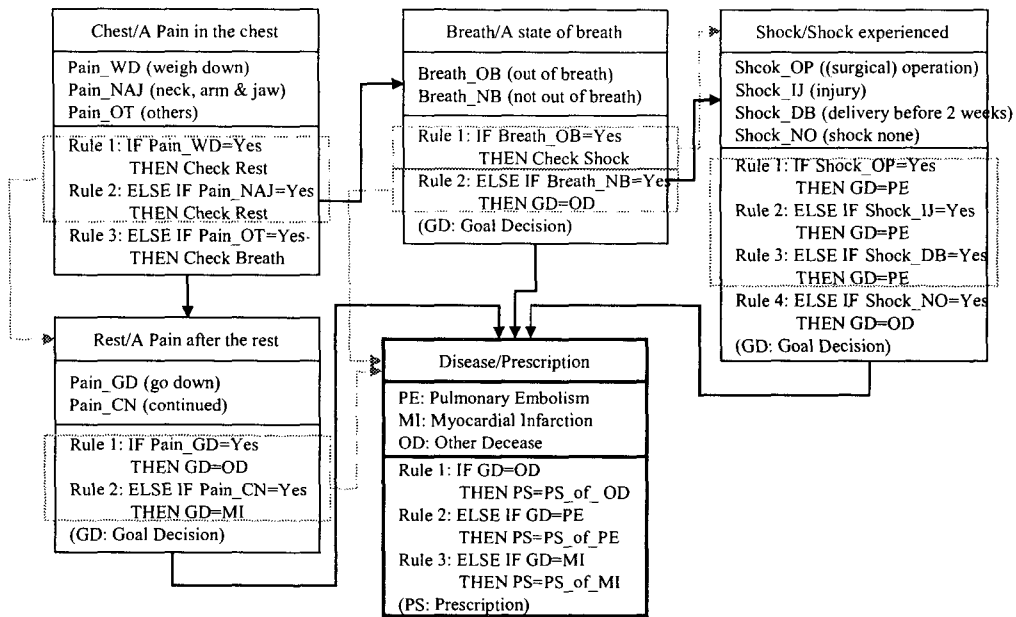 Chest/A Pain in the chest
Pain_WD (weigh down)
Pain_NAJ (neck, arm & jaw)
Pain_OT (others)
Rule 1: IF Pain_WD=Yes
THEN Check Rest
Rule 2: ELSE IF Pain_NAJ=Yes
THEN Check Rest
Rule 3: ELSE IF Pain_OT=Yes
THEN Check Breath
Breath/A state of breath
Breath_OB (out of breath)
Breath_NB (not out of breath)
Rule 1: IF Breath_OB=Yes
THEN Check Shock
Rule 2: ELSE IF Breath_NB=Yes
THEN GD=OD
(GD: Goal Decision)
Shock/Shock experienced
Shcok_OP ((surgical) operation)
Shock_IJ (injury)
Shock_DB (delivery before 2 weeks)
Shock_NO (shock none)
Rule 1: IF Shock_OP=Yes
THEN GD=PE
Rule 2: ELSE IF Shock_IJ=Yes
THEN GD=PE
Rule 3: ELSE IF Shock_DB=Yes
THEN GD=PE
Rule 4: ELSE IF Shock_NO=Yes
THEN GD=OD
(GD: Goal Decision)
Rest/A Pain after the rest
Pain_GD (go down)
Pain_CN (continued)
Rule 1: IF Pain_GD=Yes
THEN GD=OD
Rule 2: ELSE IF Pain_CN=Yes
THEN GD=MI
(GD: Goal Decision)
Disease/Prescription
PE: Pulmonary Embolism
MI: Myocardial Infarction
OD: Other Decease
Rule 1: IF GD=OD
THEN PS=PS_of_ OD
Rule 2: ELSE IF GD=PE
THEN PS=PS_of_PE
Rule 3: ELSE IF GD=MI
THEN PS=PS_of_MI
(PS: Prescription)